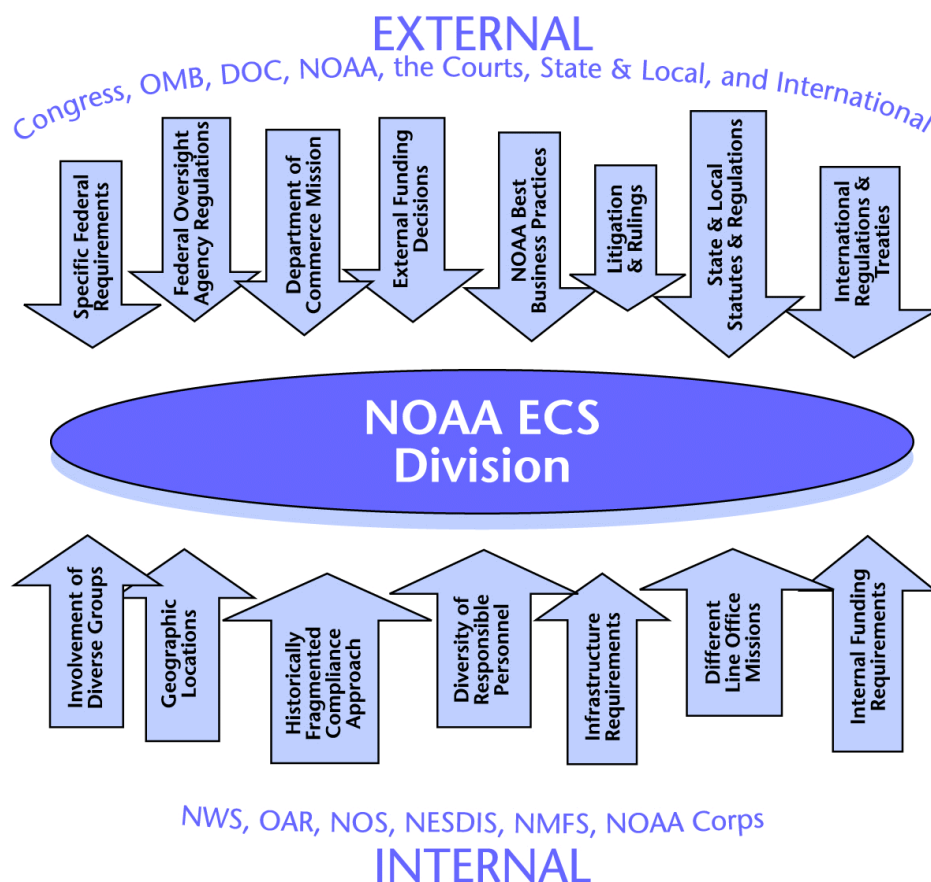 EXTERNAL
Congress, OMB, DOC, NOAA, the Courts, State & Local, and International
Specific Federal
Requirements
Federal Oversight
Agency Regulations
Department of
Commerce Mission
External Funding
Decisions
NOAA Best
Business Practices
Litigation
& Rulings
State & Local
Statutes & Regulations
International
Regulations &
Treaties
NOAA ECS
Division
Involvement of
Diverse Groups
Geographic
Locations
Historically
Fragmented
Compliance
Approach
Diversity of
Responsible
Personnel
Infrastructure
Requirements
Different
Line Office
Missions
Internal Funding
Requirements
NWS, OAR, NOS, NESDIS, NMFS, NOAA Corps
INTERNAL